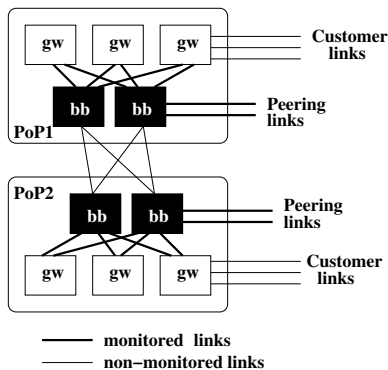 gw gw gw
Customer
links
bb bb
Peering
links
PoP1
PoP2
bb bb
Peering
links
gw gw gw
Customer
links
monitored links
non-monitored links